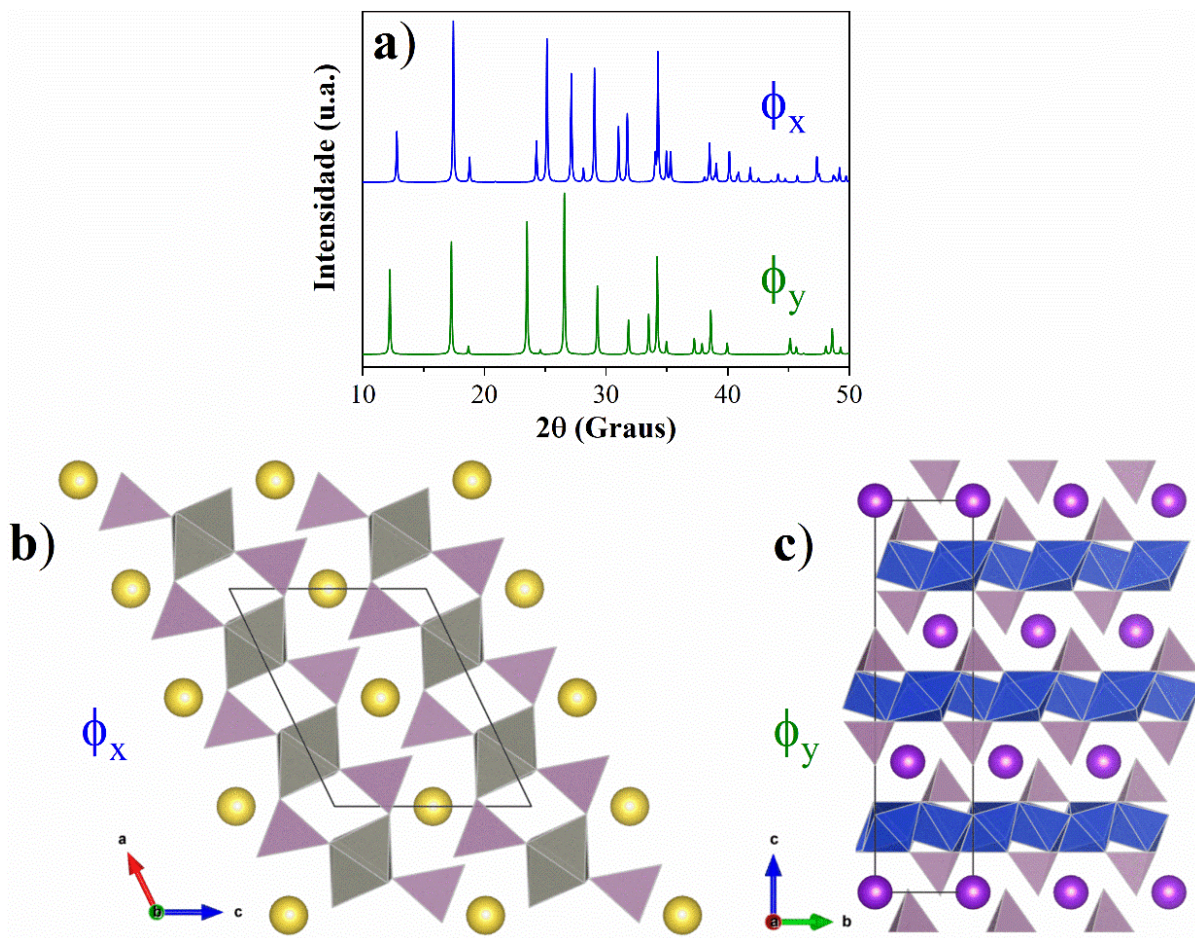 a)
Intensidade (u.a.)
ϕx
ϕy
10 20 30 40 50
2θ (Graus)
b)
c)
ϕx
ϕy
a
b
c
c
a
b